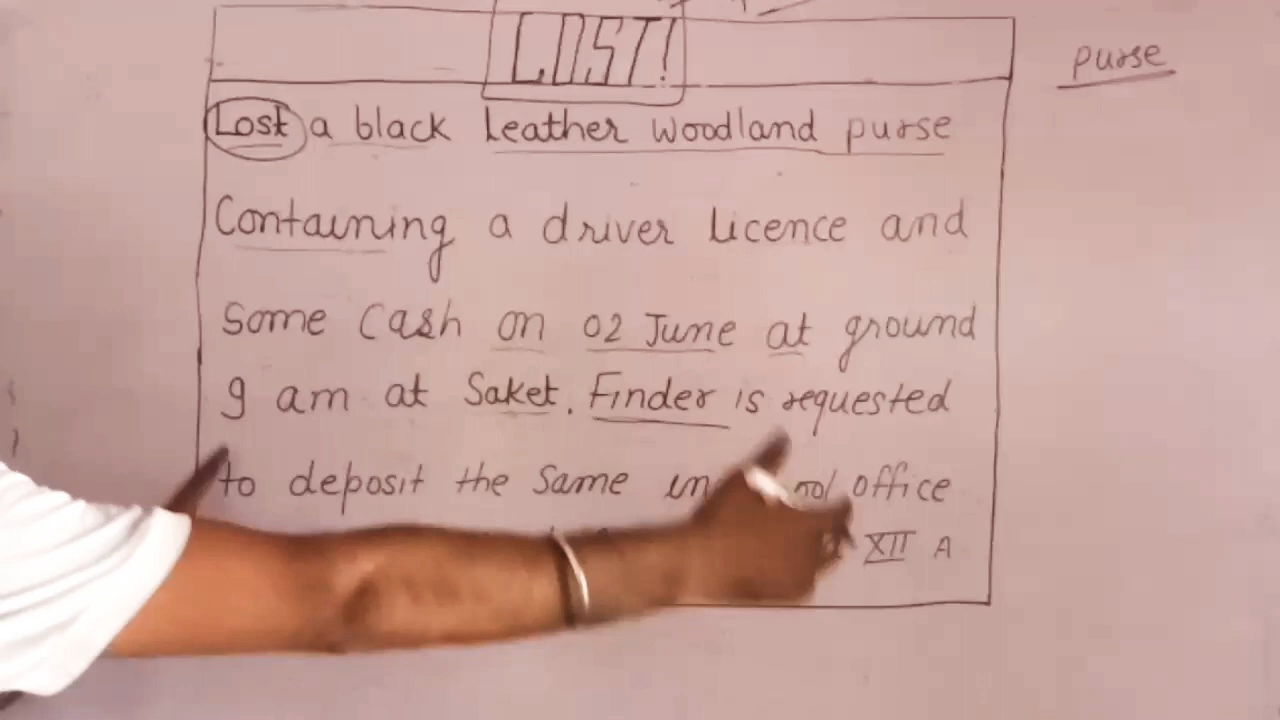 LOST!
purse
Lost a black leather woodland purse
Containing a driver licence and
Some Cash on 02 June at ground
9 am at Saket. Finder is requested
to deposit the Same in office
XII A